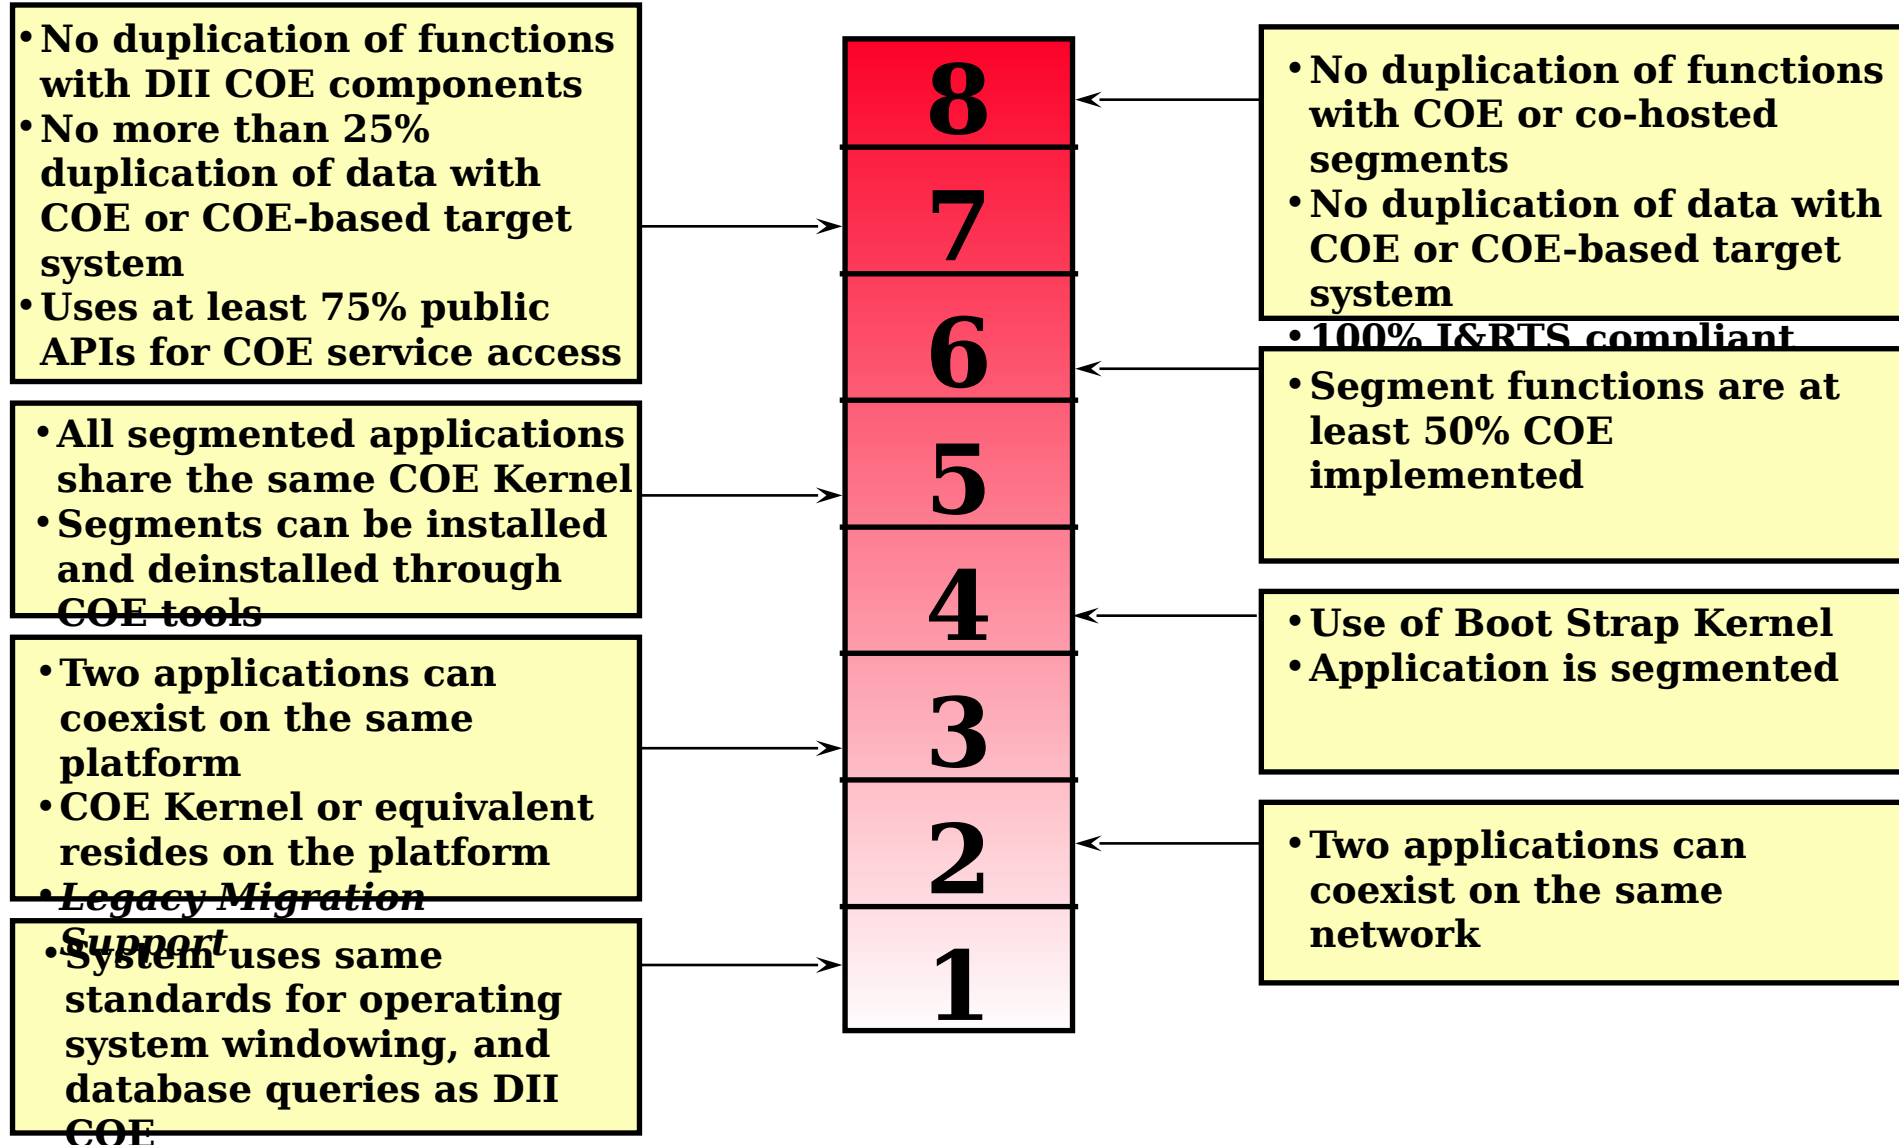 • No duplication of functions
with DII COE components
• No more than 25%
duplication of data with
COE or COE-based target
system
• Uses at least 75% public
APIs for COE service access
• All segmented applications
share the same COE Kernel
• Segments can be installed
and deinstalled through
COE tools
• Two applications can
coexist on the same
platform
• COE Kernel or equivalent
resides on the platform
• Legacy Migration
Support
• System uses same
standards for operating
system windowing, and
database queries as DII
COE
8
7
6
5
4
3
2
1
• No duplication of functions
with COE or co-hosted
segments
• No duplication of data with
COE or COE-based target
system
• 100% I&RTS compliant
• Segment functions are at
least 50% COE
implemented
• Use of Boot Strap Kernel
• Application is segmented
• Two applications can
coexist on the same
network